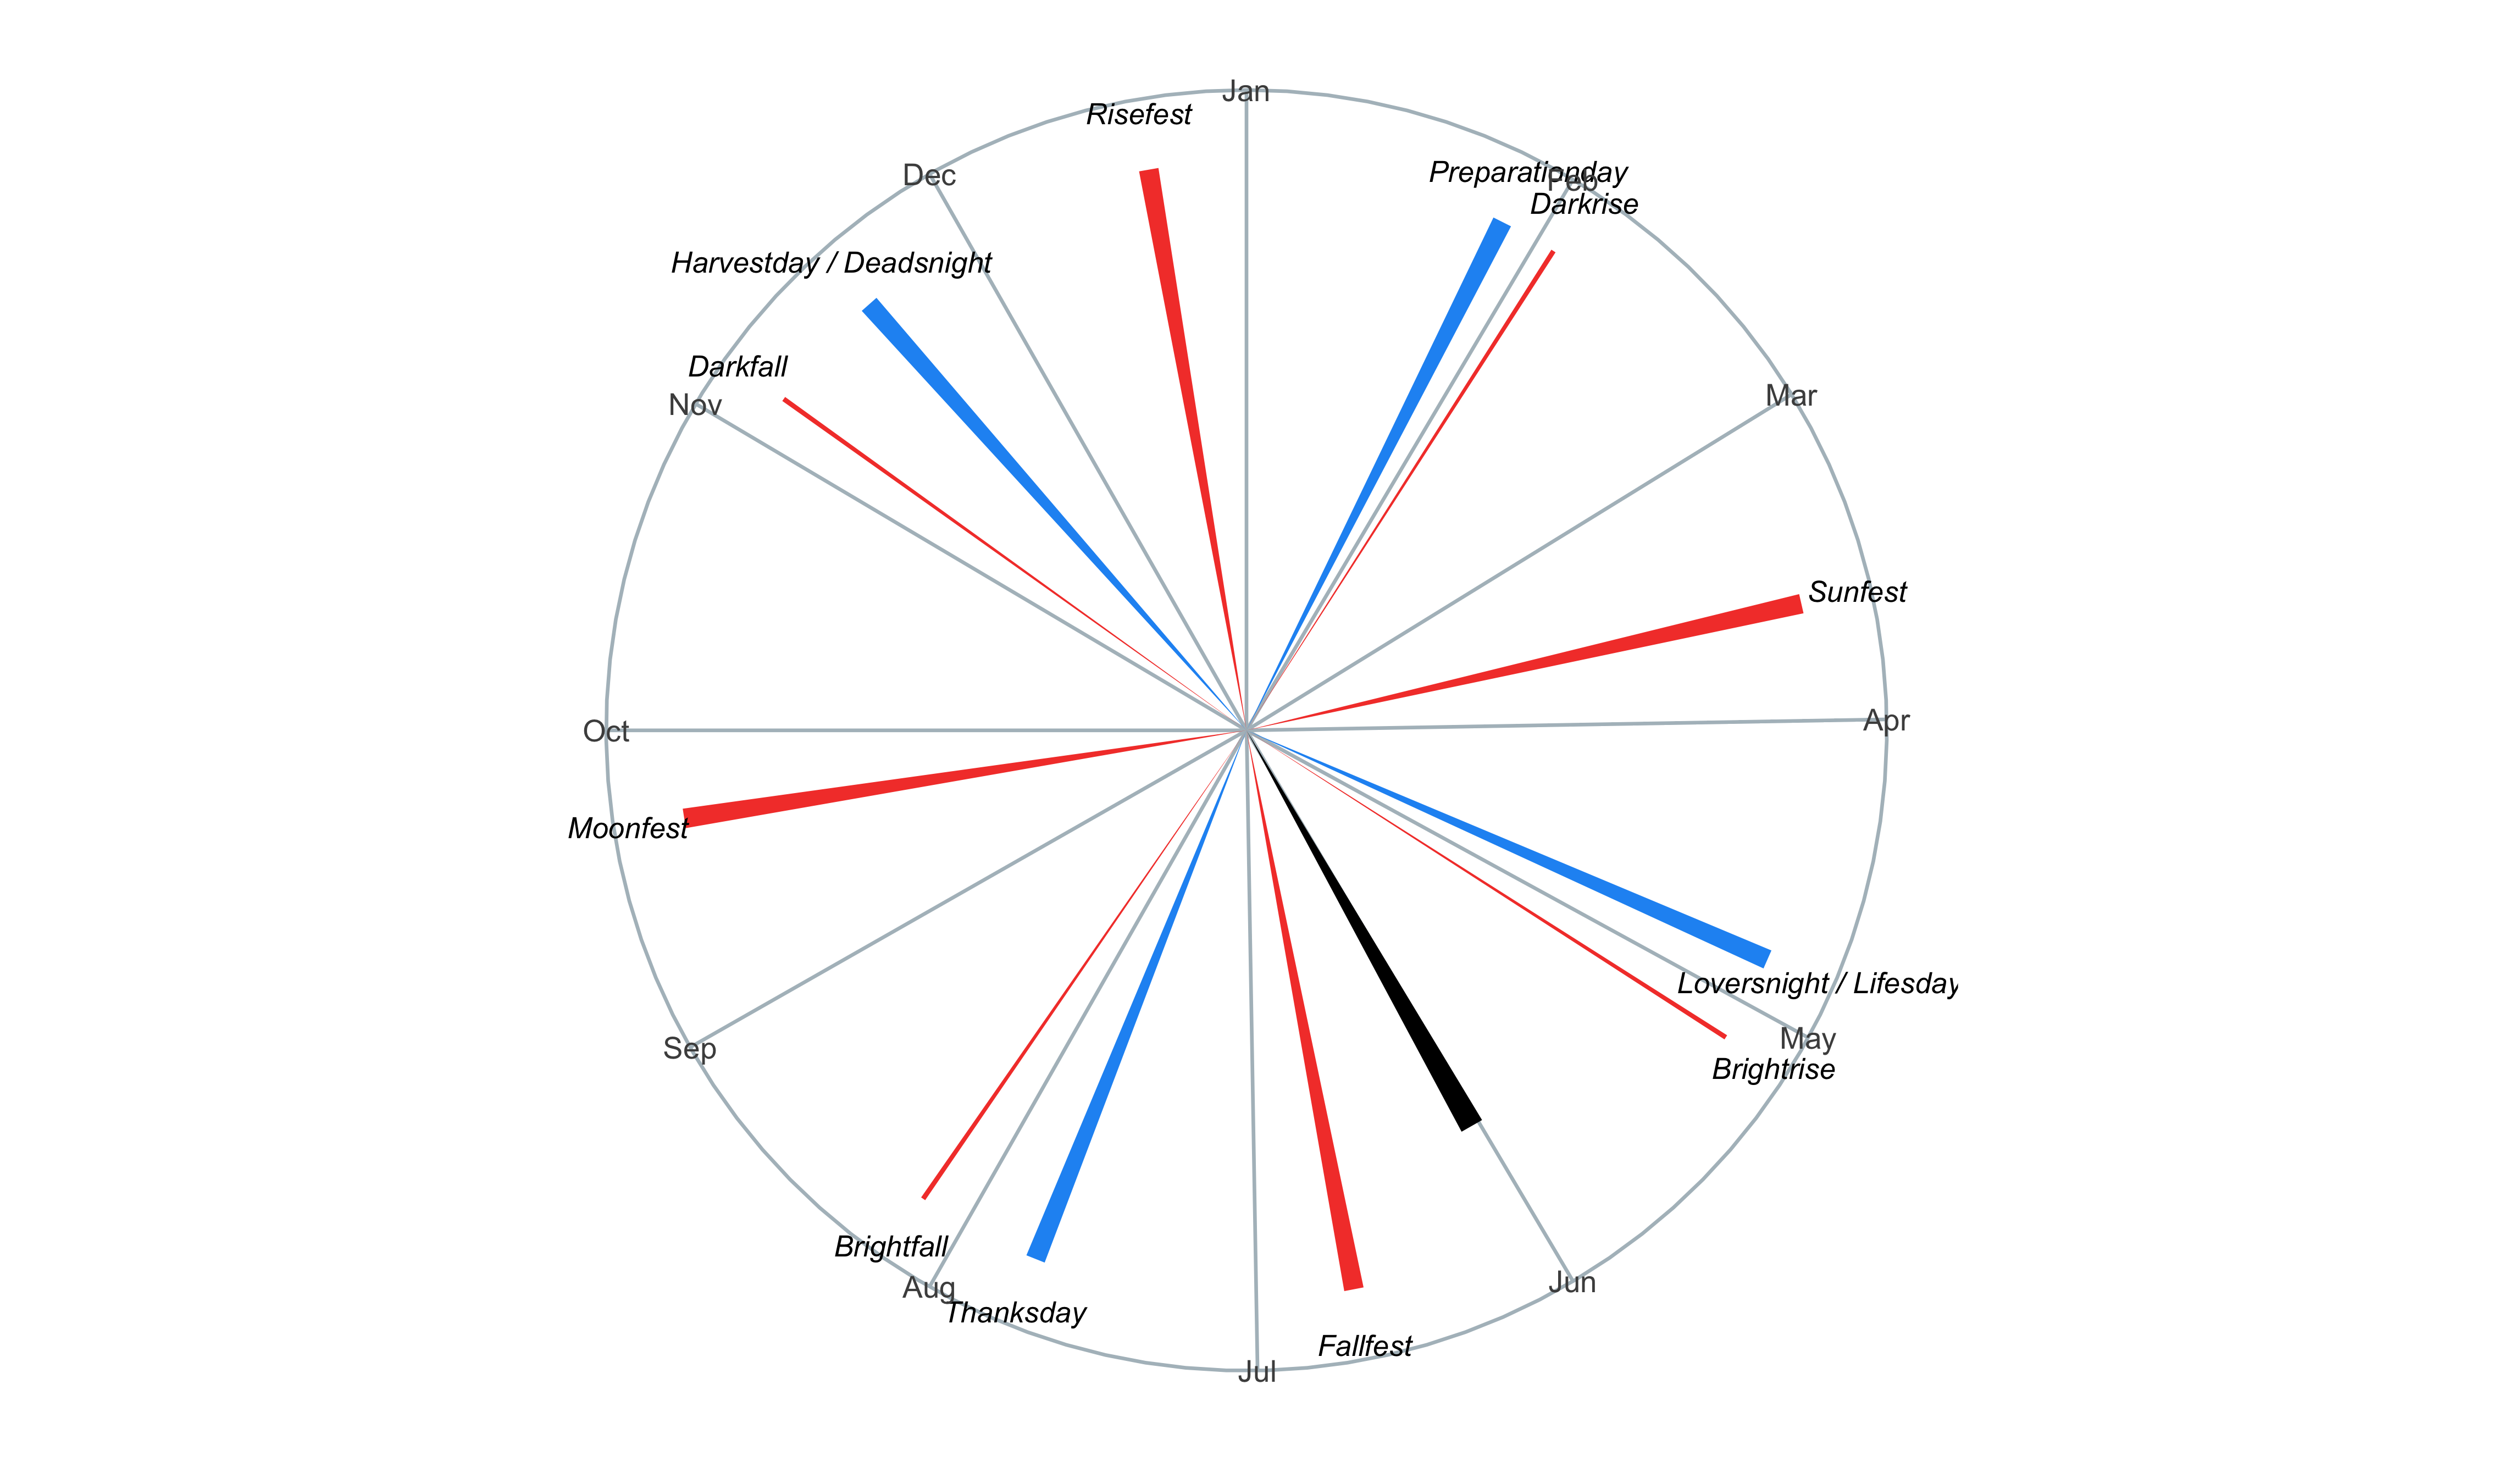 Jan
Risefest
Preparationday
Dec
Feb
Darkrise
Harvestday / Deadsnight
Darkfall
Mar
Nov
Sunfest
Apr
Oct
Moonfest
Loversnight / Lifesday
May
Sep
Brightrise
Brightfall
Jun
Aug
Thanksday
Fallfest
Jul